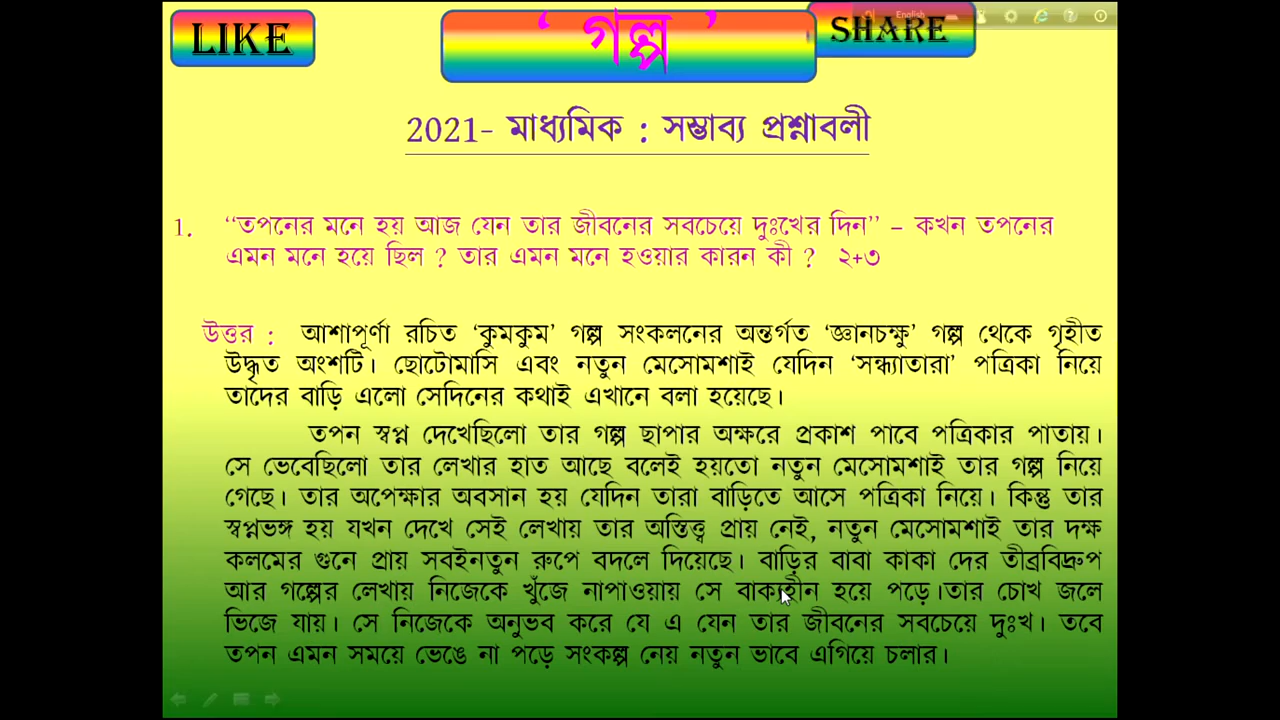 LIKE
‘ গল্প ’
SHARE
English
2021- মাধ্যমিক : সম্ভাব্য প্রশ্নাবলী
1. ‘‘তপনের মনে হয় আজ যেন তার জীবনের সবচেয়ে দুঃখের দিন’’ – কখন তপনের
এমন মনে হয়ে ছিল ? তার এমন মনে হওয়ার কারন কী ? ২+৩
উত্তর : আশাপূর্ণা রচিত ‘কুমকুম’ গল্প সংকলনের অন্তর্গত ‘জ্ঞানচক্ষু’ গল্প থেকে গৃহীত
উদ্ধৃত অংশটি। ছোটোমাসি এবং নতুন মেসোমশাই যেদিন ‘সন্ধ্যাতারা’ পত্রিকা নিয়ে
তাদের বাড়ি এলো সেদিনের কথাই এখানে বলা হয়েছে।
তপন স্বপ্ন দেখেছিলো তার গল্প ছাপার অক্ষরে প্রকাশ পাবে পত্রিকার পাতায়।
সে ভেবেছিলো তার লেখার হাত আছে বলেই হয়তো নতুন মেসোমশাই তার গল্প নিয়ে
গেছে। তার অপেক্ষার অবসান হয় যেদিন তারা বাড়িতে আসে পত্রিকা নিয়ে। কিন্তু তার
স্বপ্নভঙ্গ হয় যখন দেখে সেই লেখায় তার অস্তিত্ত্ব প্রায় নেই, নতুন মেসোমশাই তার দক্ষ
কলমের গুনে প্রায় সবইনতুন রুপে বদলে দিয়েছে। বাড়ির বাবা কাকা দের তীব্রবিদ্রুপ
আর গল্পের লেখায় নিজেকে খুঁজে নাপাওয়ায় সে বাকহীন হয়ে পড়ে।তার চোখ জলে
ভিজে যায়। সে নিজেকে অনুভব করে যে এ যেন তার জীবনের সবচেয়ে দুঃখ। তবে
তপন এমন সময়ে ভেঙে না পড়ে সংকল্প নেয় নতুন ভাবে এগিয়ে চলার।